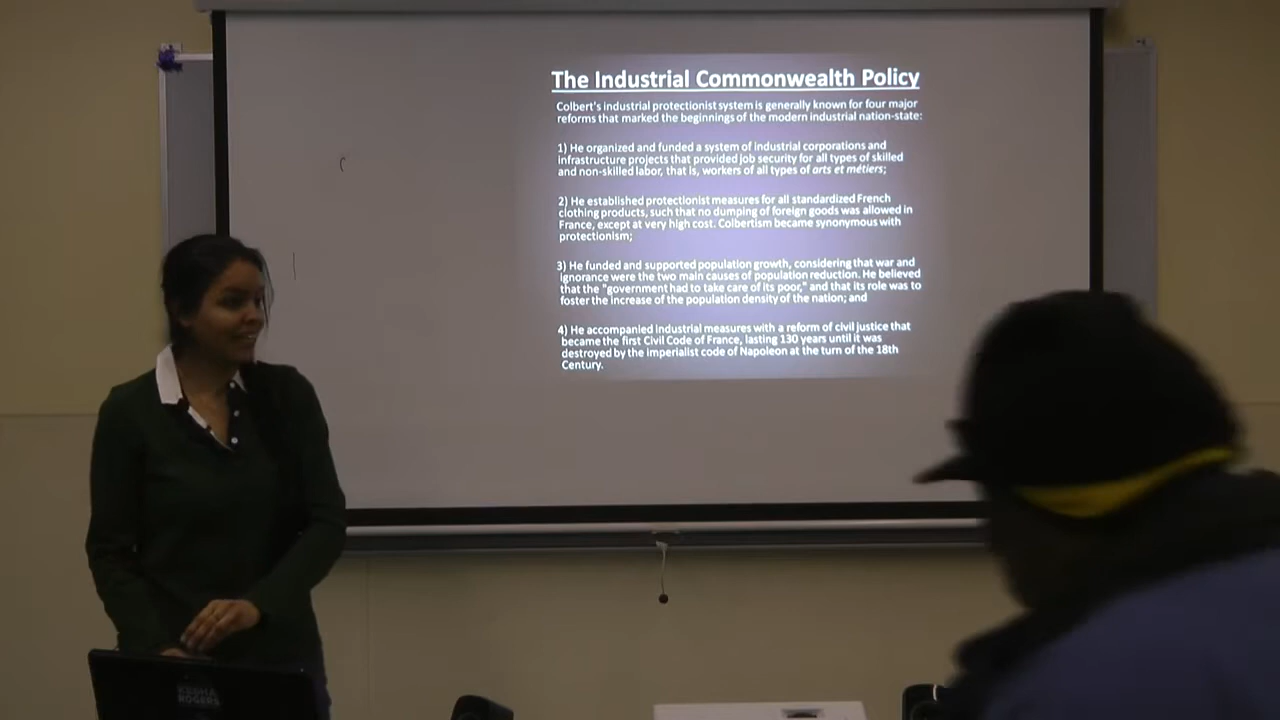 The Industrial Commonwealth Policy
Colbert's industrial protectionist system is generally known for four major
reforms that marked the beginnings of the modern industrial nation-state:
1) He organized and funded a system of industrial corporations and
infrastructure projects that provided job security for all types of skilled
and non-skilled labor, that is, workers of all types of arts et métiers;
2) He established protectionist measures for all standardized French
clothing products, such that no dumping of foreign goods was allowed in
France, except at very high cost. Colbertism became synonymous with
protectionism;
3) He funded and supported population growth, considering that war and
ignorance were the two main causes of population reduction. He believed
that the "government had to take care of its poor," and that its role was to
foster the increase of the population density of the nation; and
4) He accompanied industrial measures with a reform of civil justice that
became the first Civil Code of France, lasting 130 years until it was
destroyed by the imperialist code of Napoleon at the turn of the 18th
Century.
KESHA
ROGERS